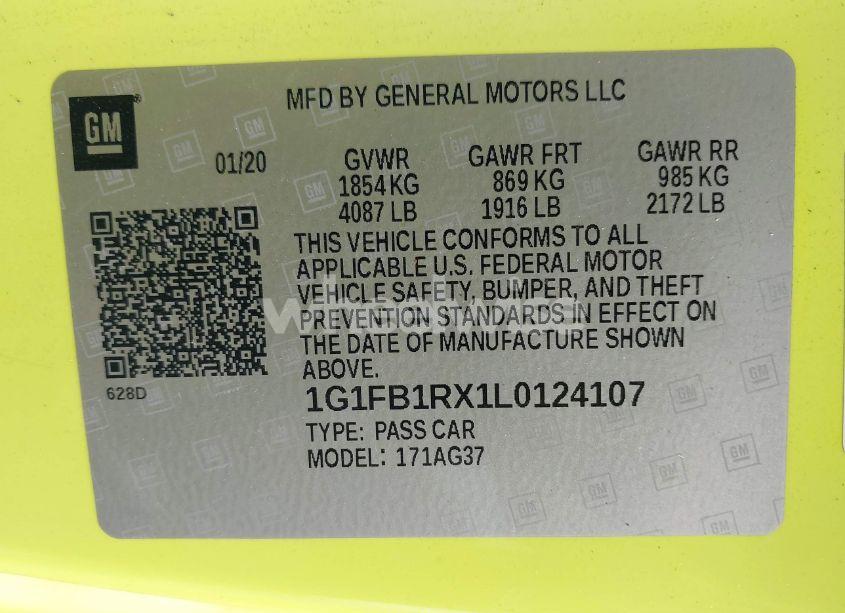 GM
MFD BY GENERAL MOTORS LLC
01/20
GVWR
1854 KG
4087 LB
GAWR FRT
869 KG
1916 LB
GAWR RR
985 KG
2172 LB
THIS VEHICLE CONFORMS TO ALL
APPLICABLE U.S. FEDERAL MOTOR
VEHICLE SAFETY, BUMPER, AND THEFT
PREVENTION STANDARDS IN EFFECT ON
THE DATE OF MANUFACTURE SHOWN
ABOVE.
628D
1G1FB1RX1L0124107
TYPE: PASS CAR
MODEL: 171AG37